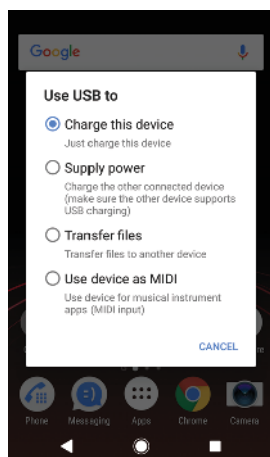 Google
Use USB to
Charge this device
Just charge this device
Supply power
Charge the other connected device
(make sure the other device supports
USB charging)
Transfer files
Transfer files to another device
Use device as MIDI
Use device for musical instrument
apps (MIDI input)
CANCEL
Phone Messaging Apps Chrome Camera